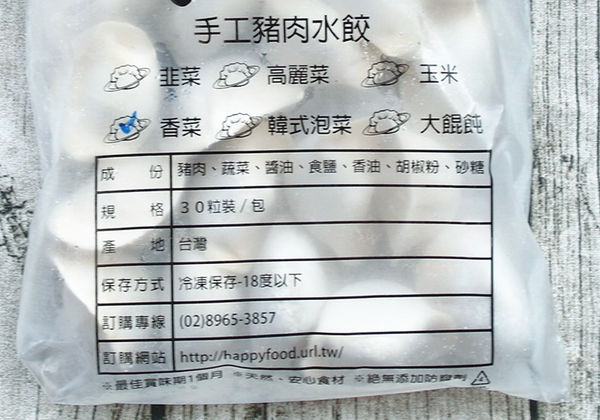 手工豬肉水餃
韭菜 高麗菜 玉米
香菜 韓式泡菜 大餛飩
成份 豬肉、蔬菜、醬油、食鹽、香油、胡椒粉、砂糖
規格 30粒裝/包
產地 台灣
保存方式 冷凍保存-18度以下
訂購專線 (02)8965-3857
訂購網站 http://happyfood.url.tw/
※最佳賞味期1個月 ※天然、安心食材 ※絕無添加防腐劑 4